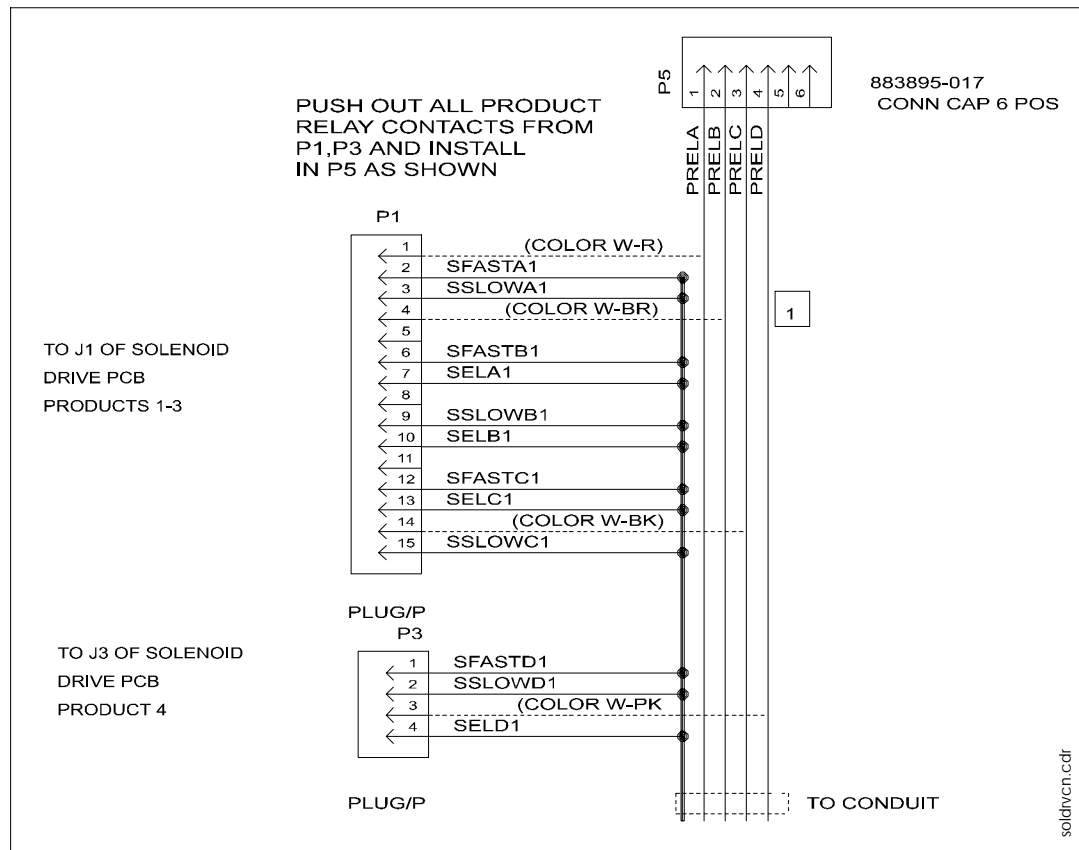 P5
1
2
3
4
5
6
883895-017
CONN CAP 6 POS
PUSH OUT ALL PRODUCT
RELAY CONTACTS FROM
P1,P3 AND INSTALL
IN P5 AS SHOWN
PRELA
PRELB
PRELC
PRELD
P1
1 (COLOR W-R)
2 SFASTA1
3 SSLOWA1
4 (COLOR W-BR)
5
6 SFASTB1
7 SELA1
8
9 SSLOWB1
10 SELB1
11
12 SFASTC1
13 SELC1
14 (COLOR W-BK)
15 SSLOWC1
1
TO J1 OF SOLENOID
DRIVE PCB
PRODUCTS 1-3
PLUG/P
P3
1 SFASTD1
2 SSLOWD1
3 (COLOR W-PK
4 SELD1
TO J3 OF SOLENOID
DRIVE PCB
PRODUCT 4
PLUG/P
TO CONDUIT
soldrvcn.cdr